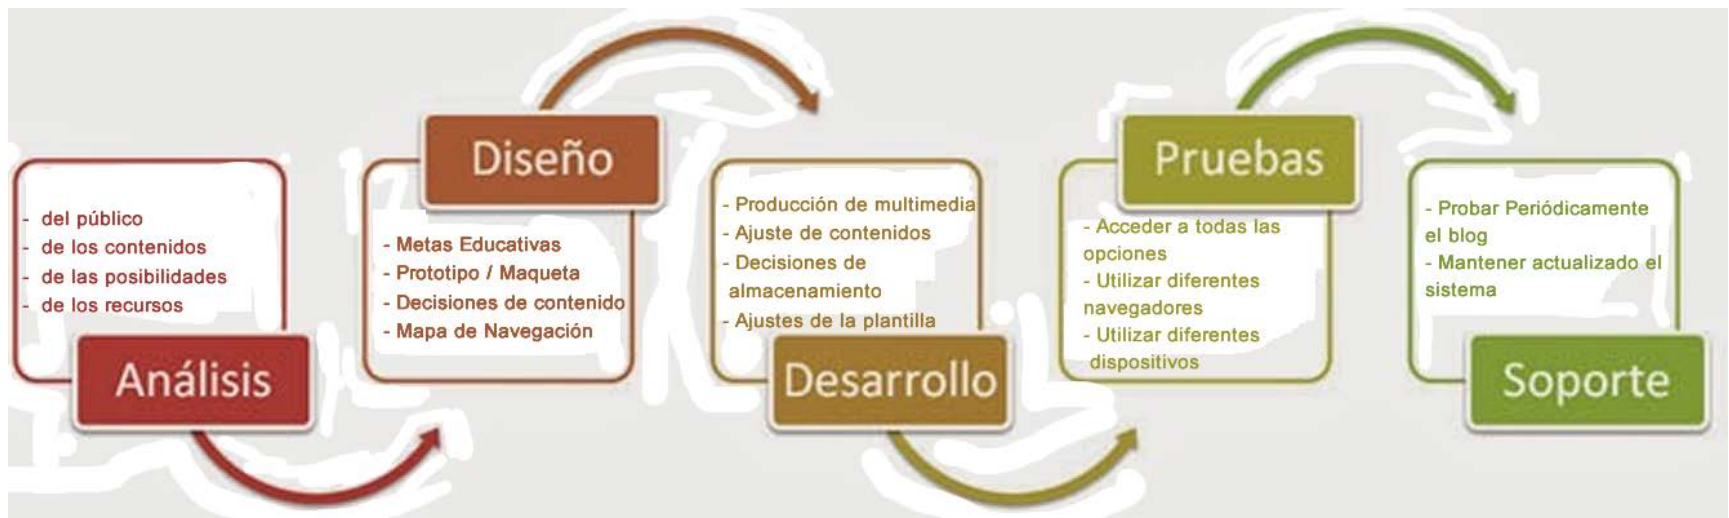 - del público
- de los contenidos
- de las posibilidades
- de los recursos
Análisis
Diseño
- Metas Educativas
- Prototipo / Maqueta
- Decisiones de contenido
- Mapa de Navegación
- Producción de multimedia
- Ajuste de contenidos
- Decisiones de
almacenamiento
- Ajustes de la plantilla
Desarrollo
Pruebas
- Acceder a todas las
opciones
- Utilizar diferentes
navegadores
- Utilizar diferentes
dispositivos
- Probar Periódicamente
el blog
- Mantener actualizado el
sistema
Soporte